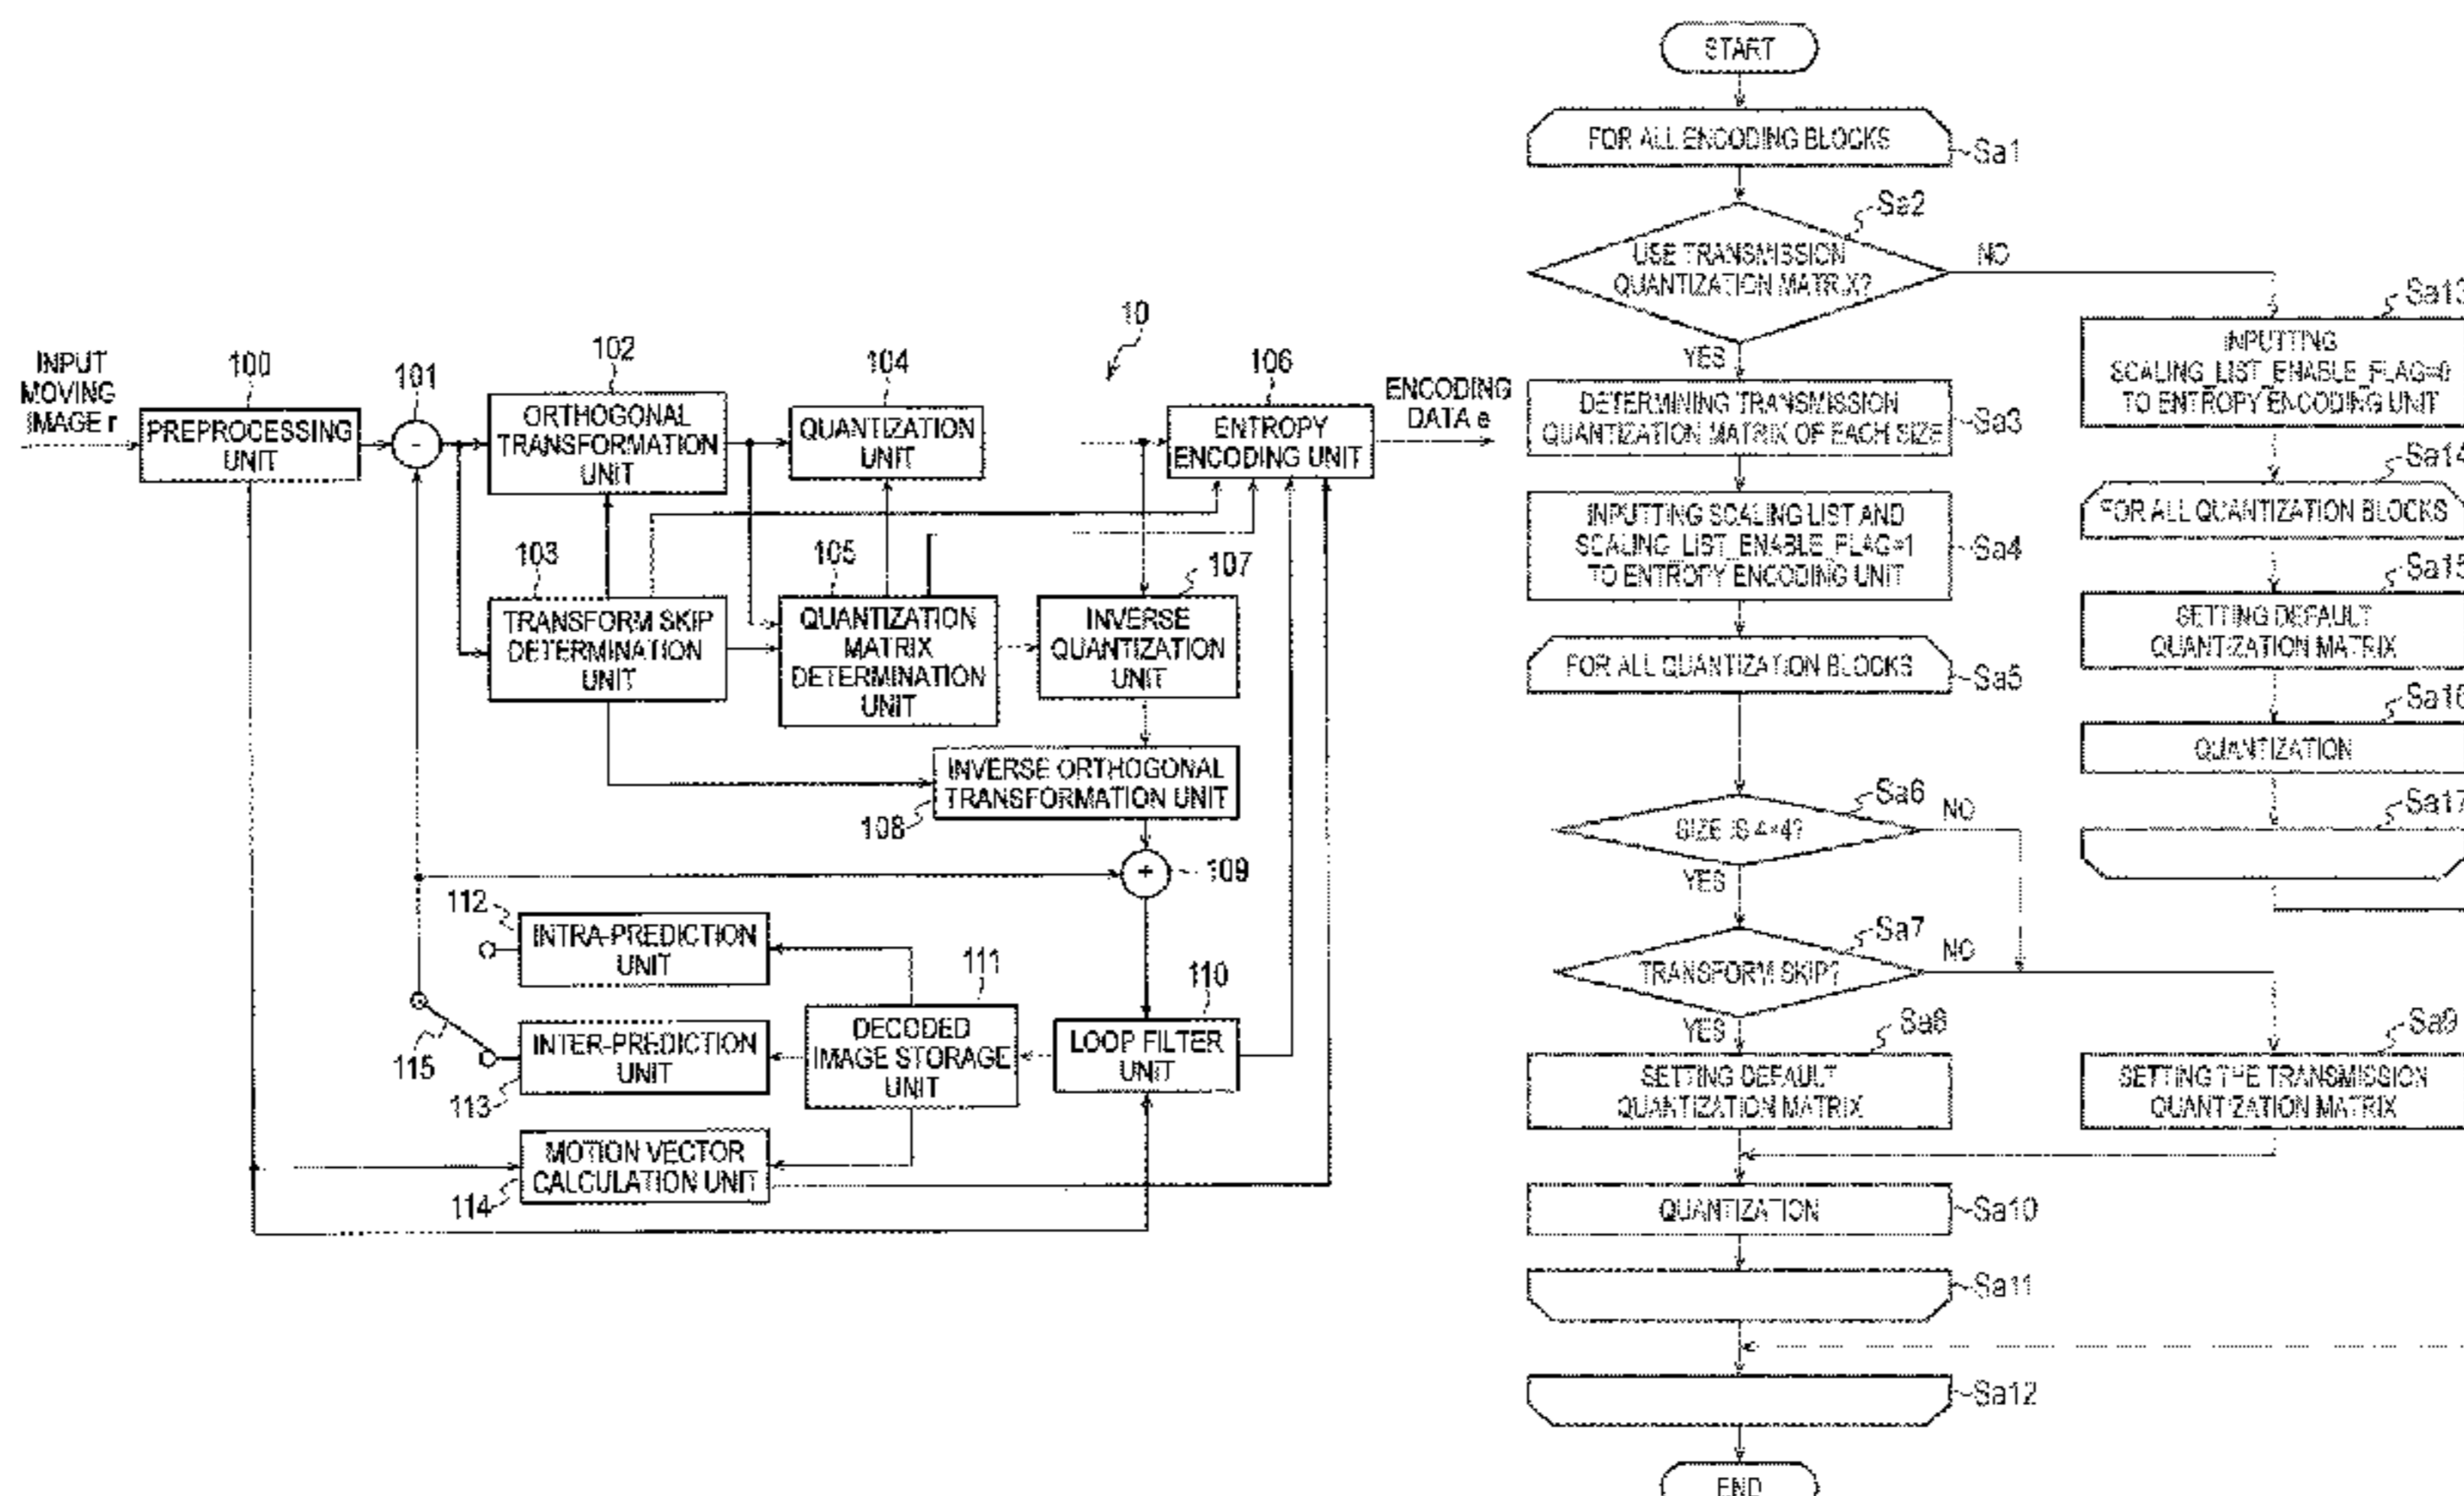 10
INPUT
MOVING
IMAGE r
100
PREPROCESSING
UNIT
101
-
102
ORTHOGONAL
TRANSFORMATION
UNIT
104
QUANTIZATION
UNIT
106
ENTROPY
ENCODING UNIT
ENCODING
DATA e
103
TRANSFORM SKIP
DETERMINATION
UNIT
105
QUANTIZATION
MATRIX
DETERMINATION
UNIT
107
INVERSE
QUANTIZATION
UNIT
INVERSE ORTHOGONAL
TRANSFORMATION UNIT
108
+
109
112
INTRA-PREDICTION
UNIT
111
DECODED
IMAGE STORAGE
UNIT
110
LOOP FILTER
UNIT
115
INTER-PREDICTION
UNIT
113
MOTION VECTOR
CALCULATION UNIT
114
START
FOR ALL ENCODING BLOCKS
Sa1
Sa2
USE TRANSMISSION
QUANTIZATION MATRIX?
NO
YES
DETERMINING TRANSMISSION
QUANTIZATION MATRIX OF EACH SIZE
Sa3
INPUTTING SCALING LIST AND
SCALING_LIST_ENABLE_FLAG=1
TO ENTROPY ENCODING UNIT
Sa4
FOR ALL QUANTIZATION BLOCKS
Sa5
Sa6
SIZE IS 4×4?
NO
YES
Sa7
TRANSFORM SKIP?
NO
YES
Sa8
SETTING DEFAULT
QUANTIZATION MATRIX
Sa9
SETTING THE TRANSMISSION
QUANTIZATION MATRIX
QUANTIZATION
Sa10
Sa11
Sa12
END
Sa13
INPUTTING
SCALING_LIST_ENABLE_FLAG=0
TO ENTROPY ENCODING UNIT
Sa14
FOR ALL QUANTIZATION BLOCKS
Sa15
SETTING DEFAULT
QUANTIZATION MATRIX
Sa16
QUANTIZATION
Sa17